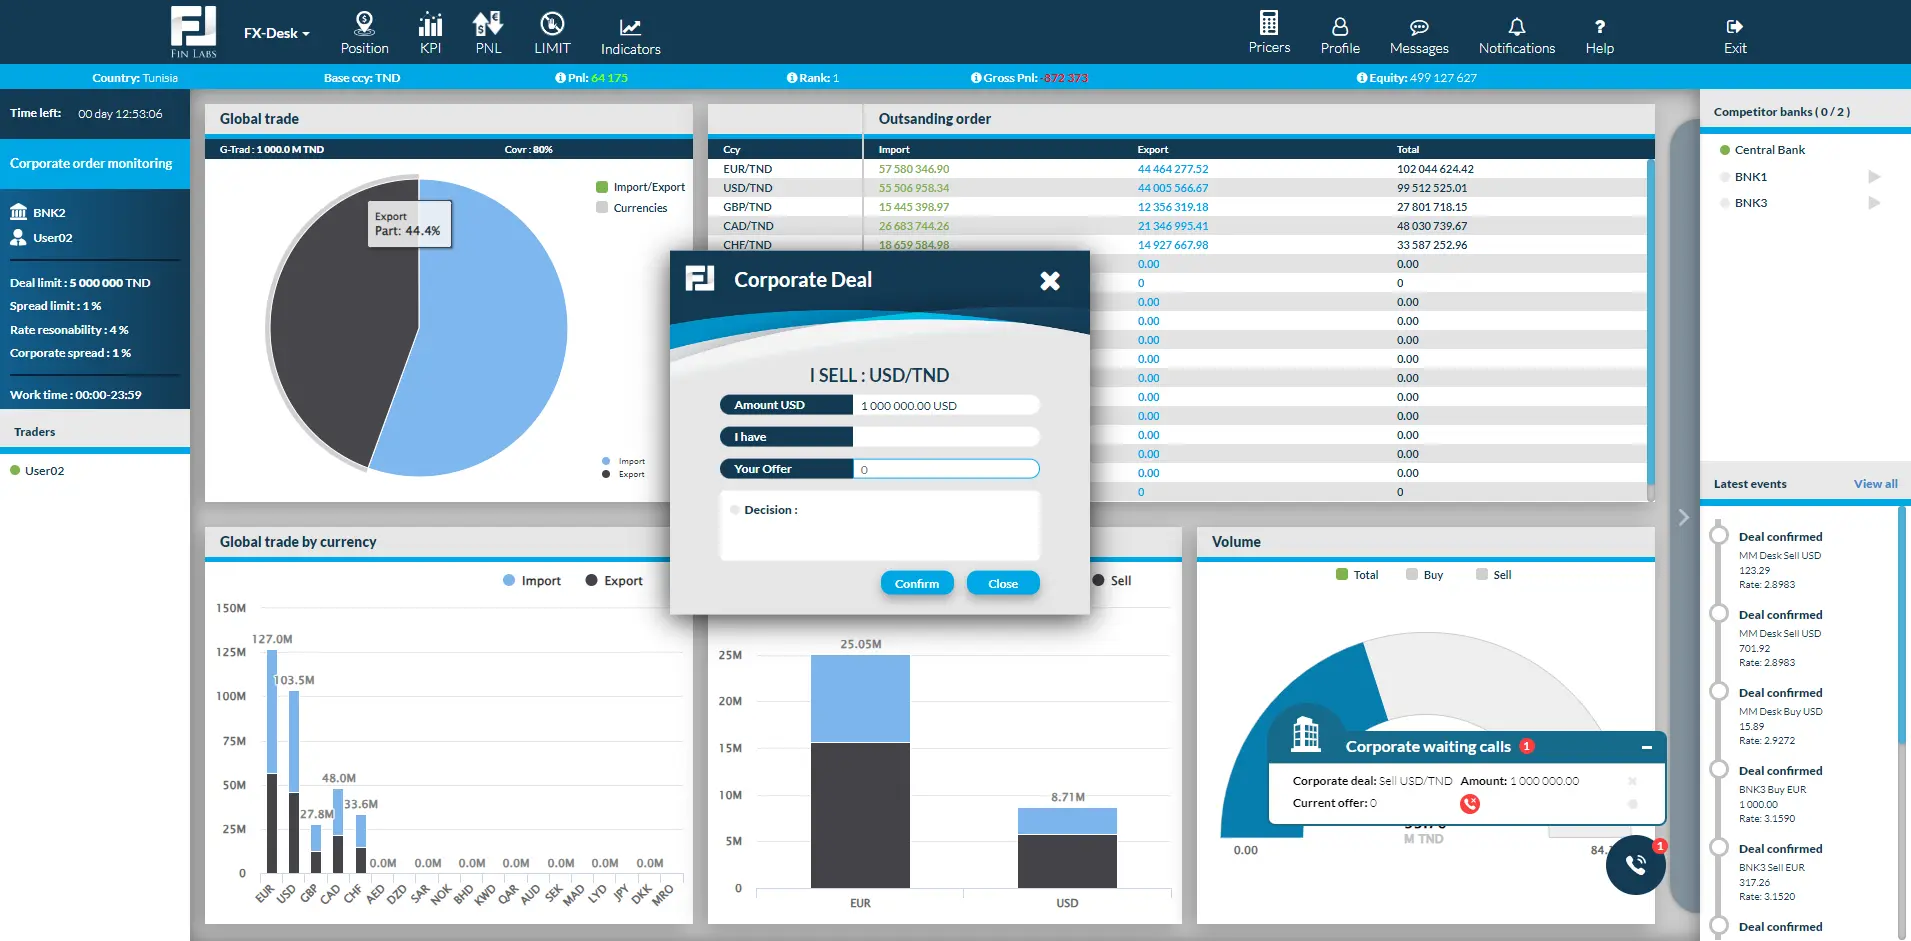 FIN LABS
FX-Desk
Position
KPI
PNL
LIMIT
Indicators
Pricers
Profile
Messages
Notifications
Help
Exit
Country: Tunisia
Base ccy: TND
Pnl: 64 175
Rank: 1
Gross Pnl: -872 373
Equity: 499 127 627
Time left: 00 day 12:53:06
Corporate order monitoring
BNK2
User02
Deal limit : 5 000 000 TND
Spread limit : 1 %
Rate resonability : 4 %
Corporate spread : 1 %
Work time : 00:00-23:59
Traders
User02
Global trade
G-Trad : 1 000.0 M TND
Covr : 80%
Import/Export
Currencies
Export
Part: 44.4%
Import
Export
Outsanding order
Ccy Import Export Total
EUR/TND 57 580 346.90 44 464 277.52 102 044 624.42
USD/TND 55 506 958.34 44 005 566.67 99 512 525.01
GBP/TND 15 445 398.97 12 356 319.18 27 801 718.15
CAD/TND 26 683 744.26 21 346 995.41 48 030 739.67
CHF/TND 18 659 584.98 14 927 667.98 33 587 252.96
0.00 0.00
0 0
0.00 0.00
0.00 0.00
0.00 0.00
0.00 0.00
0.00 0.00
0.00 0.00
0.00 0.00
0.00 0.00
0.00 0.00
0.00 0.00
0 0
Corporate Deal
I SELL : USD/TND
Amount USD 1 000 000.00 USD
I have
Your Offer 0
Decision :
Confirm
Close
Competitor banks ( 0 / 2 )
Central Bank
BNK1
BNK3
Latest events
View all
Deal confirmed
MM Desk Sell USD
123.29
Rate: 2.8983
Deal confirmed
MM Desk Sell USD
701.92
Rate: 2.8983
Deal confirmed
MM Desk Buy USD
15.89
Rate: 2.9272
Deal confirmed
BNK3 Buy EUR
1 000.00
Rate: 3.1590
Deal confirmed
BNK3 Sell EUR
317.26
Rate: 3.1520
Deal confirmed
Global trade by currency
Import
Export
150M
125M
100M
75M
50M
25M
0
127.0M
103.5M
27.8M
48.0M
33.6M
0.0M
0.0M
0.0M
0.0M
0.0M
0.0M
0.0M
EUR
USD
GBP
CAD
CHF
AED
DZD
SAR
NOK
BHD
KWD
QAR
AUD
SEK
MAD
LYD
JPY
DKK
MRO
Sell
25M
20M
15M
10M
5M
0
25.05M
8.71M
EUR
USD
Volume
Total
Buy
Sell
M TND
0.00
Corporate waiting calls 1
Corporate deal: Sell USD/TND Amount: 1 000 000.00
Current offer: 0
1